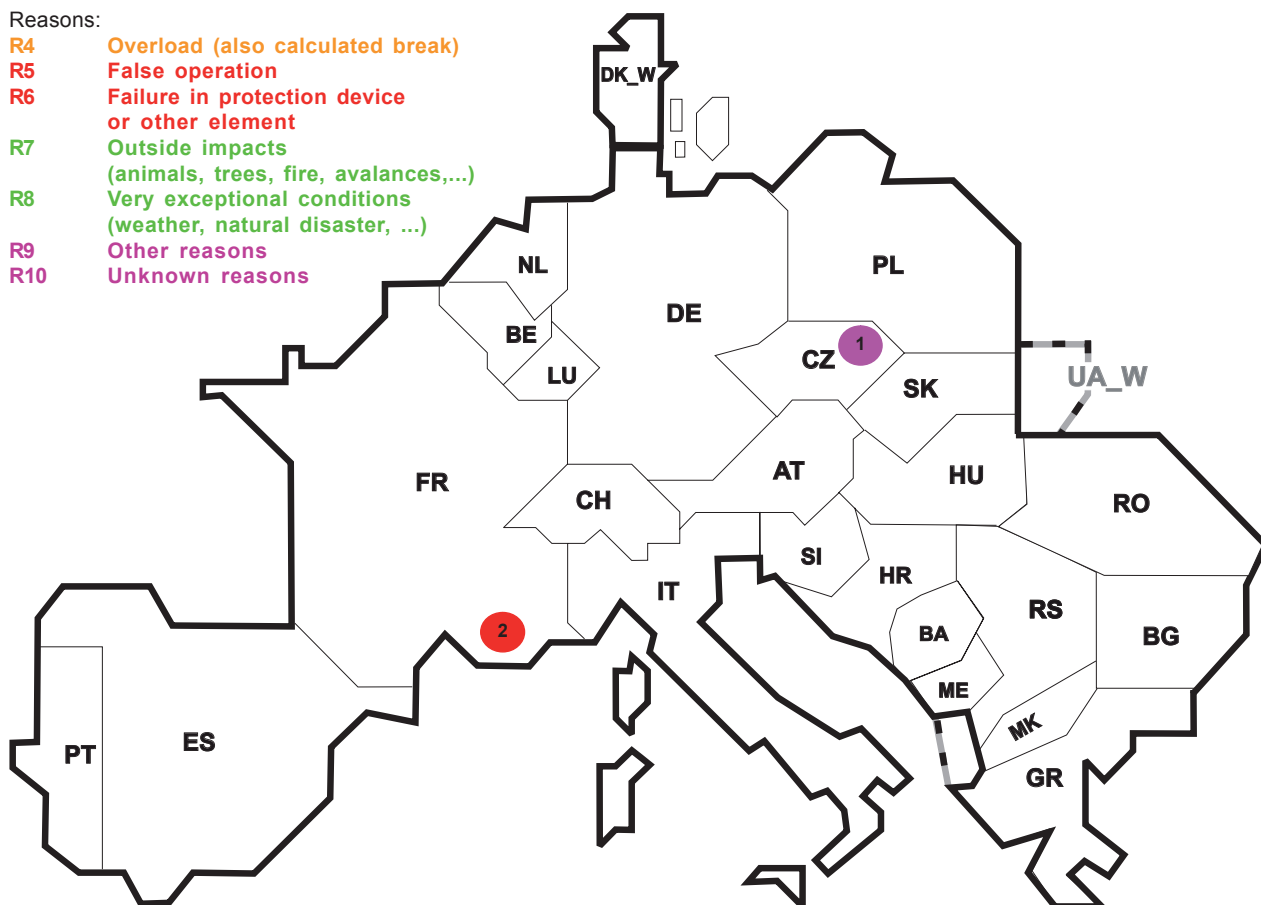 Reasons:
R4 Overload (also calculated break)
R5 False operation
R6 Failure in protection device
or other element
R7 Outside impacts
(animals, trees, fire, avalances,...)
R8 Very exceptional conditions
(weather, natural disaster, ...)
R9 Other reasons
R10 Unknown reasons
DK_W
NL
PL
DE
BE
CZ
1
LU
SK
UA_W
FR
CH
AT
HU
RO
SI
HR
IT
RS
2
BA
BG
ME
MK
PT
ES
GR